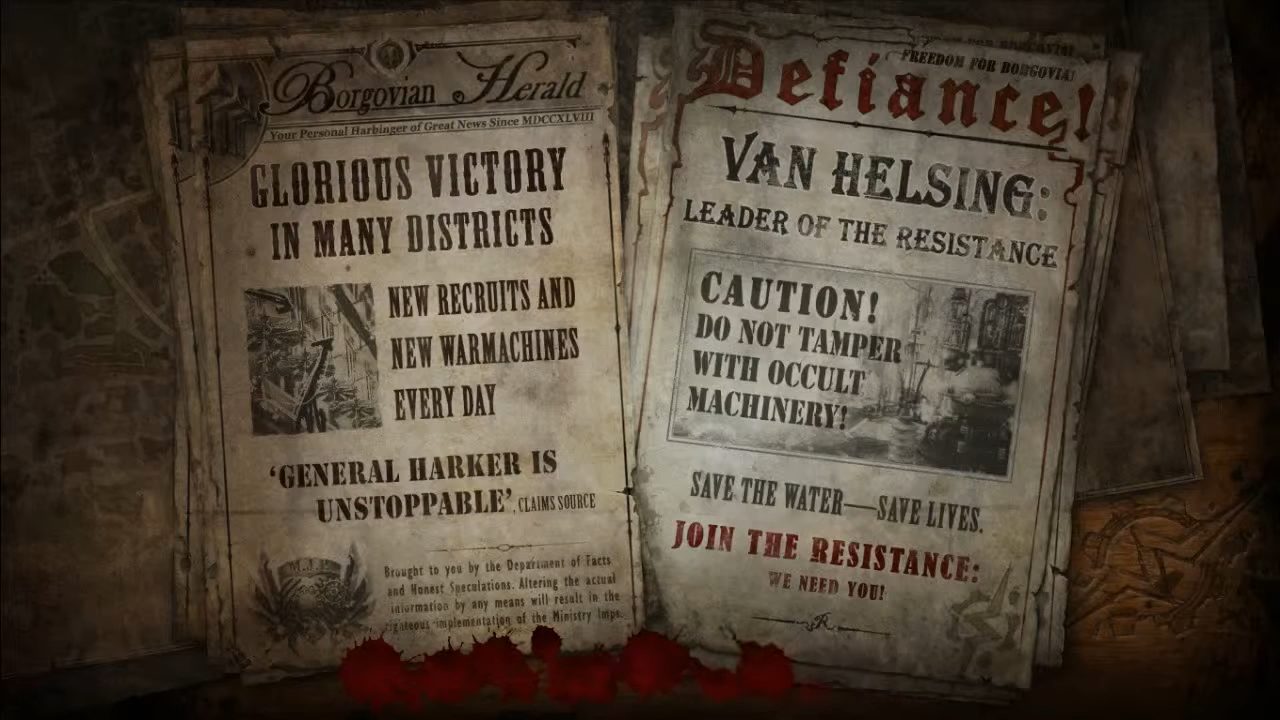 Borgovian Herald
Your Personal Harbinger of Great News Since MDCCXLVIII
GLORIOUS VICTORY
IN MANY DISTRICTS
NEW RECRUITS AND
NEW WARMACHINES
EVERY DAY
‘GENERAL HARKER IS
UNSTOPPABLE’, CLAIMS SOURCE
Brought to you by the Department of Facts
and Honest Speculations. Altering the actual
information by any means will result in the
righteous implementation of the Ministry Imps.
FREEDOM FOR BORGOVIA!
FREEDOM FOR BORGOVIA!
Defiance!
VAN HELSING:
LEADER OF THE RESISTANCE
CAUTION!
DO NOT TAMPER
WITH OCCULT
MACHINERY!
SAVE THE WATER—SAVE LIVES.
JOIN THE RESISTANCE:
WE NEED YOU!
R